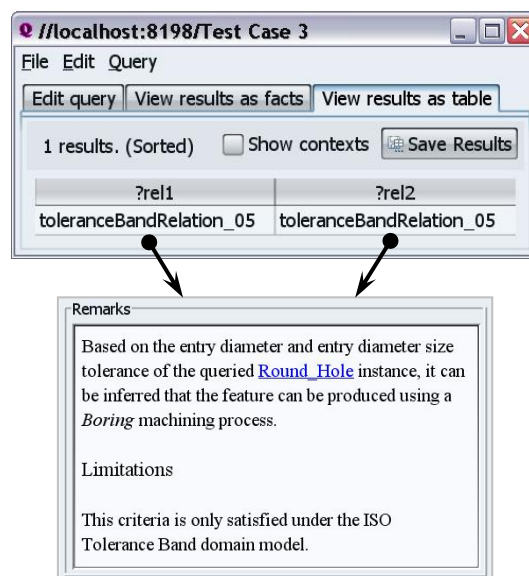 //localhost:8198/Test Case 3
File Edit Query
Edit query View results as facts View results as table
1 results. (Sorted) Show contexts Save Results
?rel1 ?rel2
toleranceBandRelation_05 toleranceBandRelation_05
Remarks
Based on the entry diameter and entry diameter size
tolerance of the queried Round_Hole instance, it can
be inferred that the feature can be produced using a
Boring machining process.
Limitations
This criteria is only satisfied under the ISO
Tolerance Band domain model.